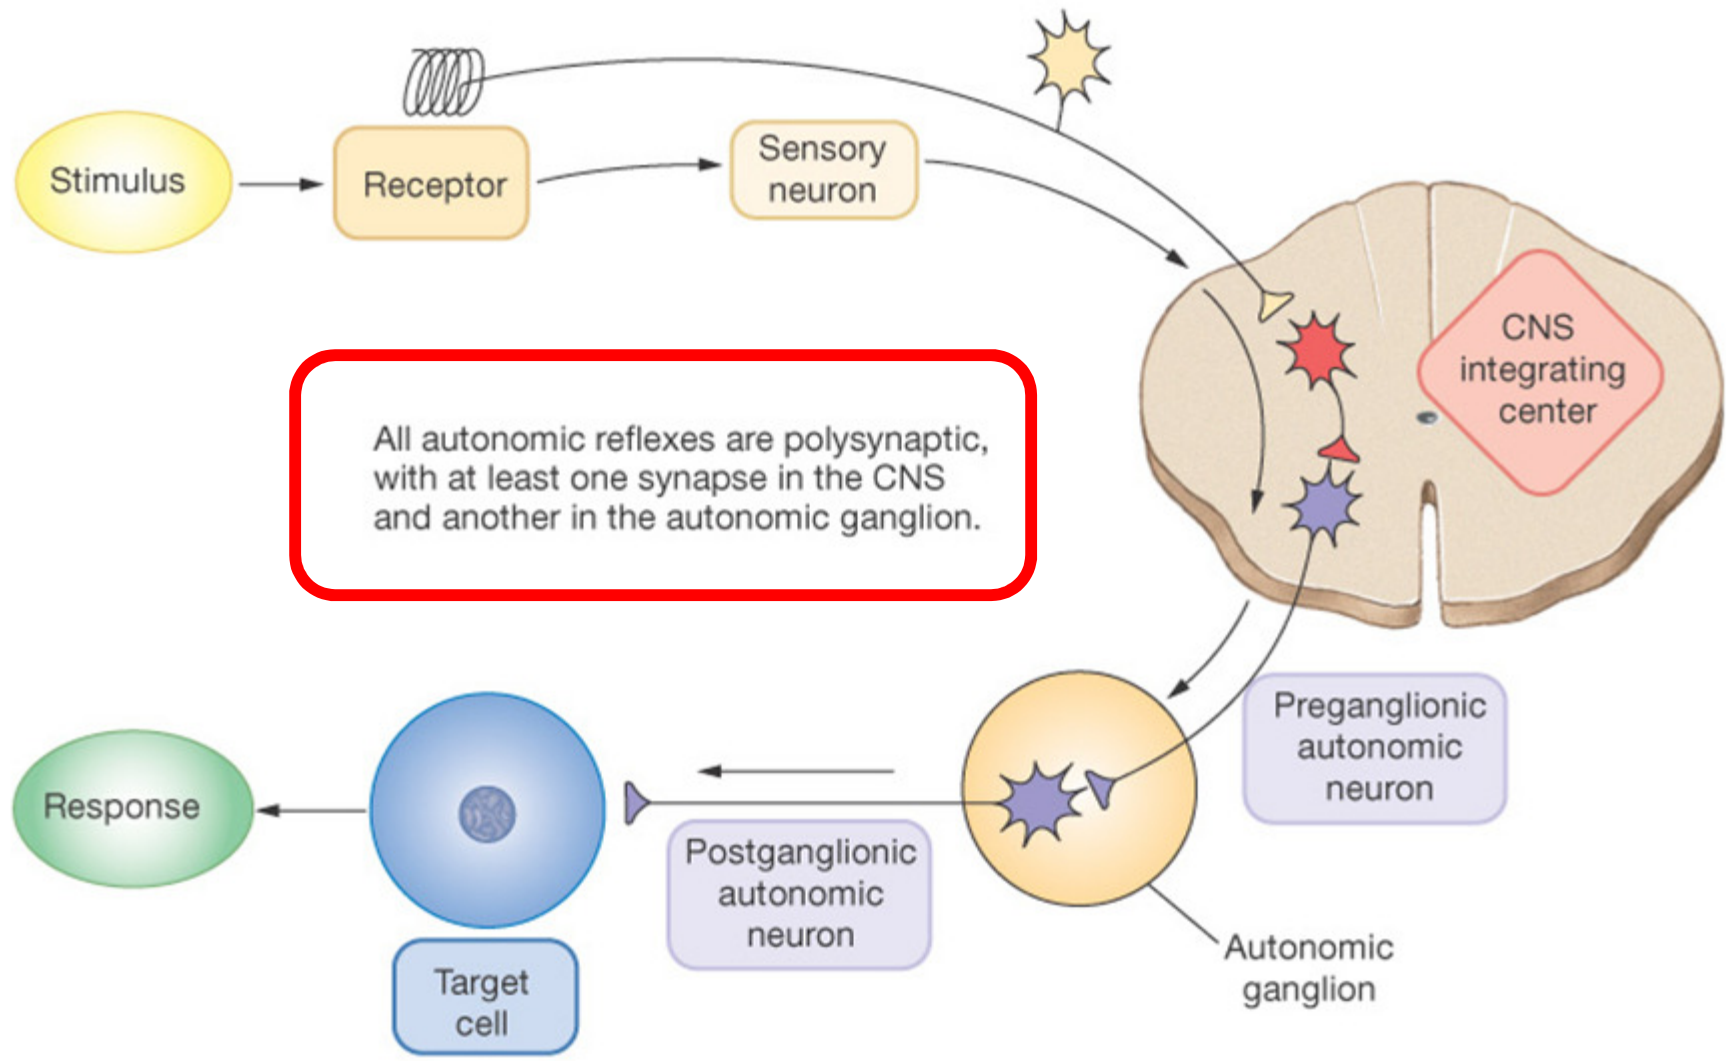 Stimulus
Receptor
Sensory
neuron
CNS
integrating
center
All autonomic reflexes are polysynaptic,
with at least one synapse in the CNS
and another in the autonomic ganglion.
Preganglionic
autonomic
neuron
Autonomic
ganglion
Postganglionic
autonomic
neuron
Target
cell
Response